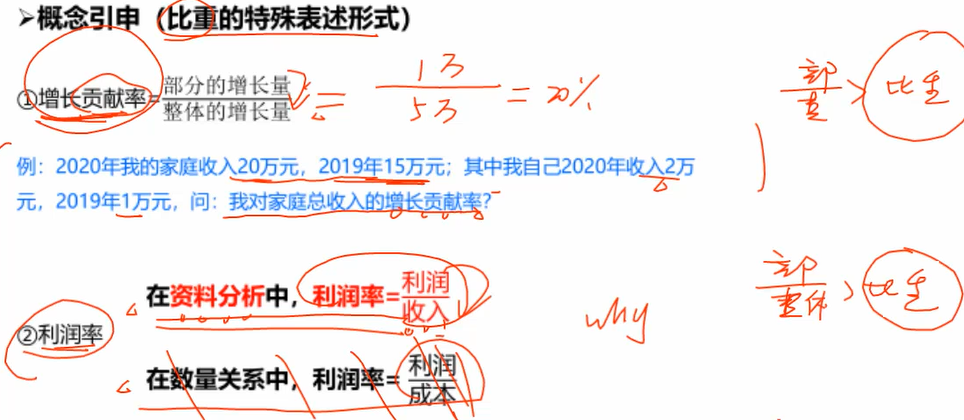 ➤概念引申（比重的特殊表述形式）
①增长贡献率=部分的增长量/整体的增长量 = 1万/5万 = 20%
部/整 > 比重
例：2020年我的家庭收入20万元，2019年15万元；其中我自己2020年收入2万
元，2019年1万元，问：我对家庭总收入的增长贡献率?
在资料分析中，利润率=利润/收入
部/整体 > 比重
why
②利润率
在数量关系中，利润率=利润/成本